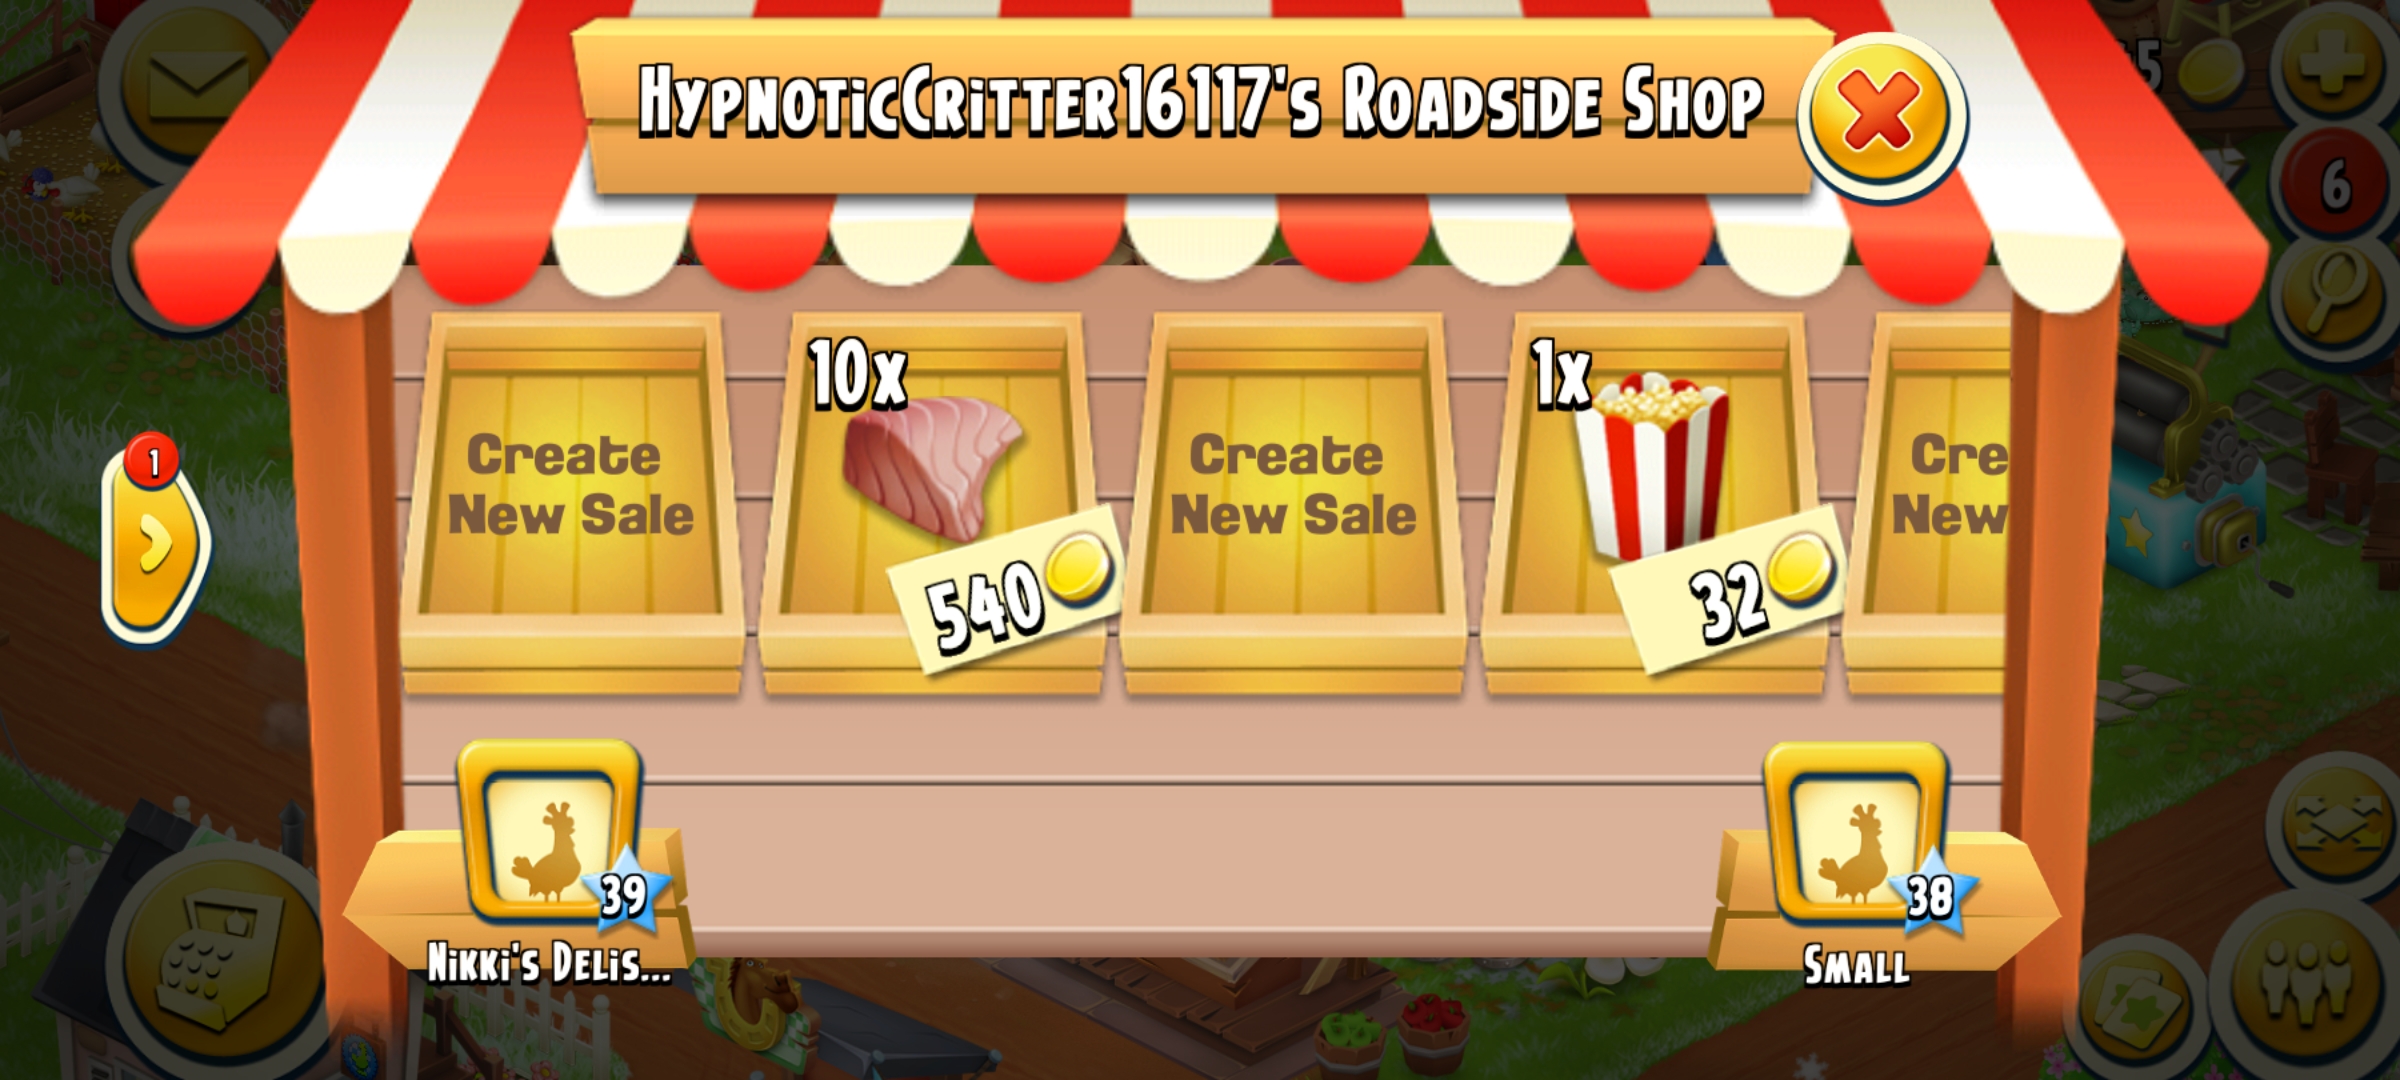 HypnoticCritter16117's Roadside Shop
5
6
1
10x
1x
Create
New Sale
Create
New Sale
Cre
New
540
32
39
38
Nikki's Delis...
Small